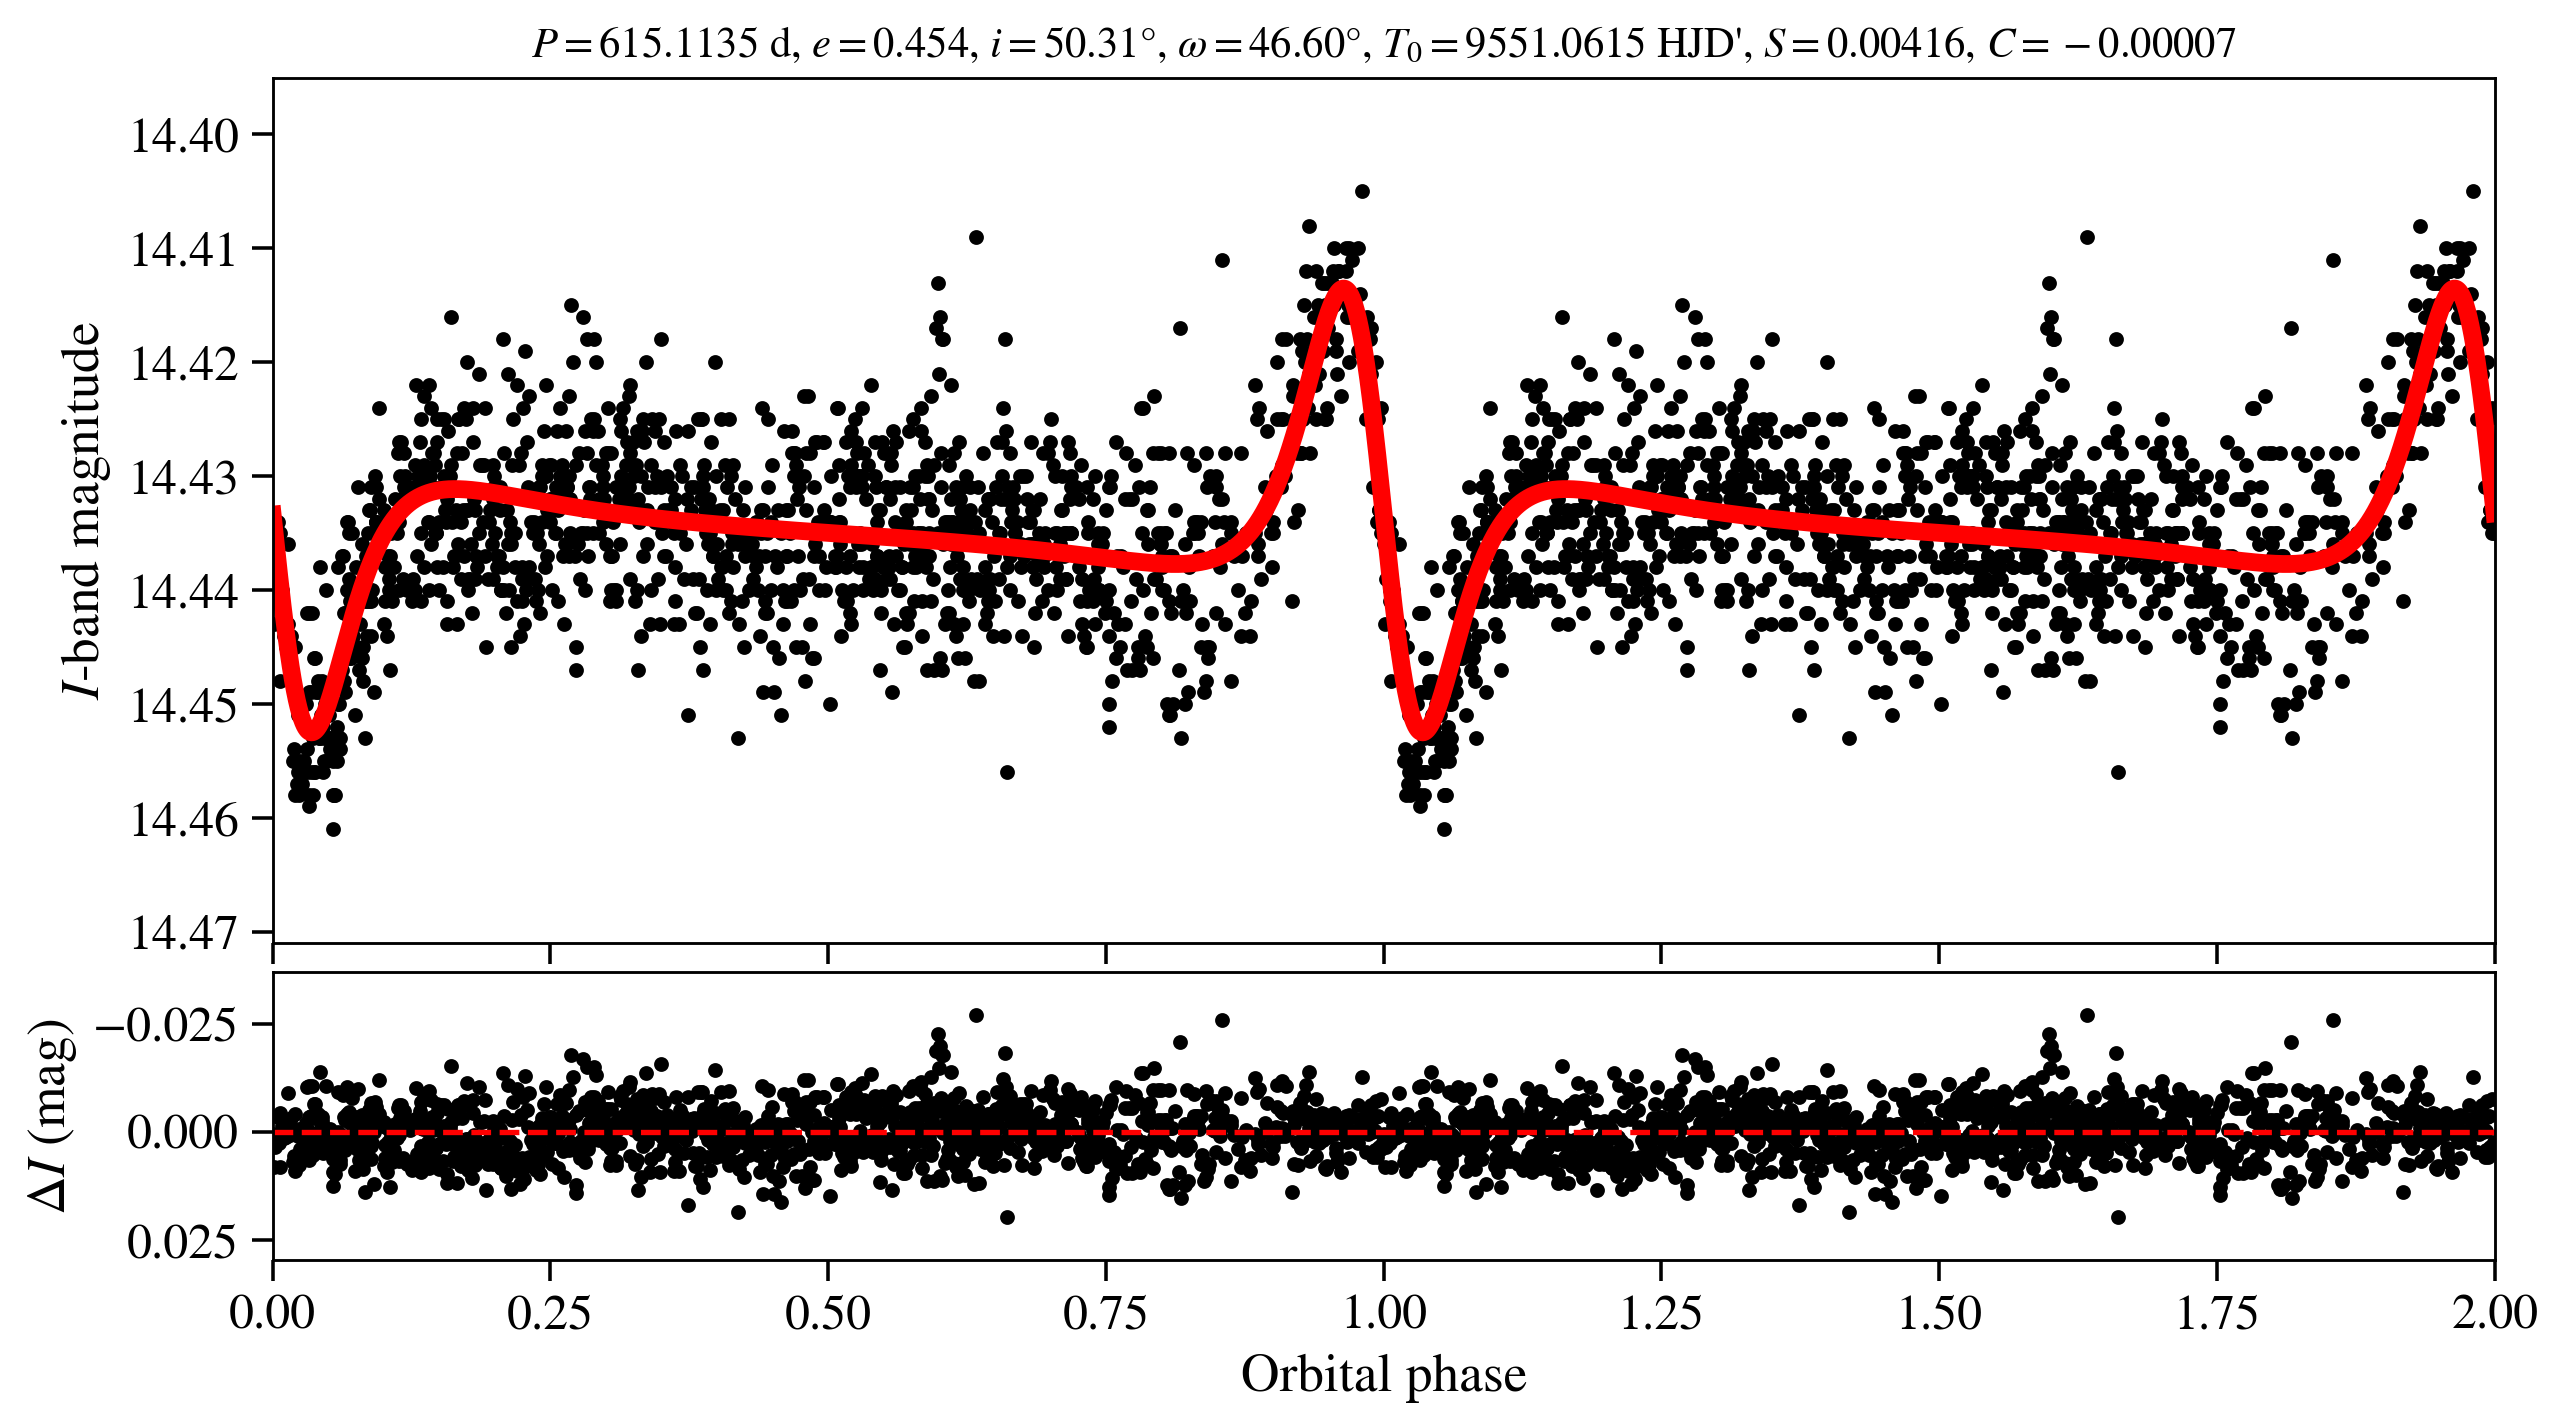 P = 615.1135 d, e = 0.454, i = 50.31°, ω = 46.60°, T₀ = 9551.0615 HJD', S = 0.00416, C = −0.00007
14.40
14.41
14.42
14.43
14.44
14.45
14.46
14.47
I-band magnitude
−0.025
0.000
0.025
ΔI (mag)
0.00 0.25 0.50 0.75 1.00 1.25 1.50 1.75 2.00
Orbital phase